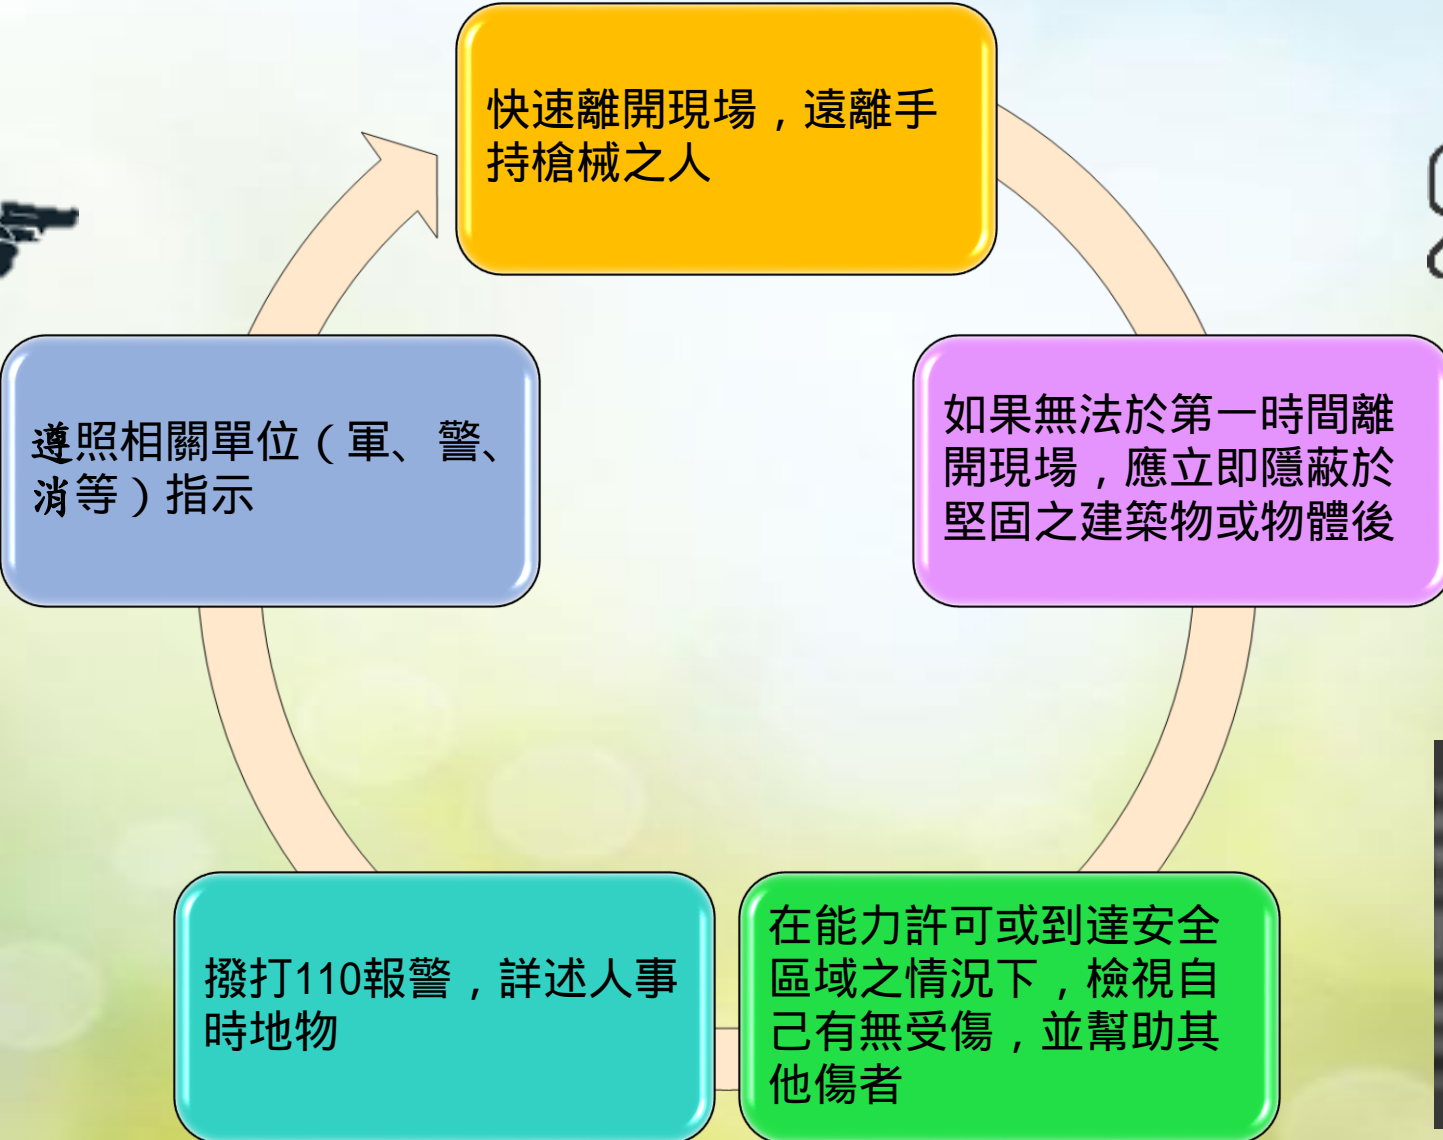 快速離開現場，遠離手
持槍械之人
如果無法於第一時間離
開現場，應立即隱蔽於
堅固之建築物或物體後
在能力許可或到達安全
區域之情況下，檢視自
己有無受傷，並幫助其
他傷者
撥打110報警，詳述人事
時地物
遵照相關單位（軍、警、
消等）指示